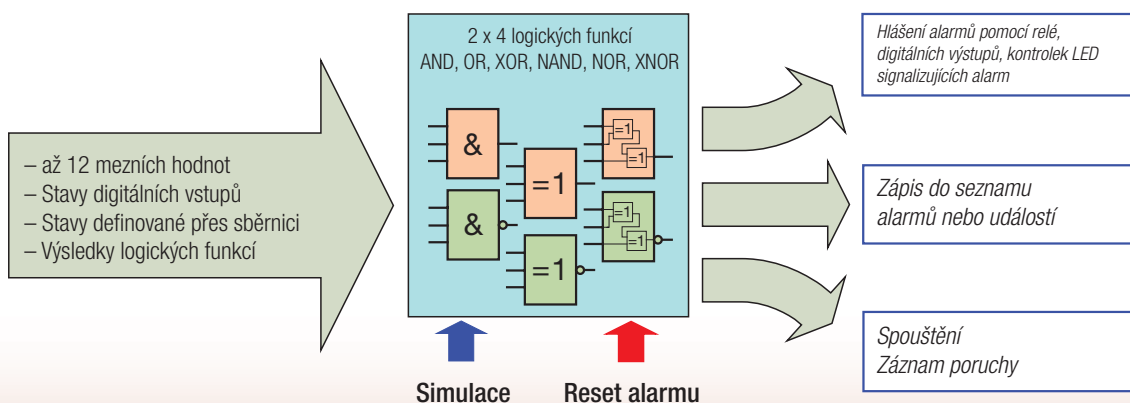 – až 12 mezních hodnot
– Stavy digitálních vstupů
– Stavy definované přes sběrnici
– Výsledky logických funkcí
2 x 4 logických funkcí
AND, OR, XOR, NAND, NOR, XNOR
&
=1
=1
=1
&
=1
=1
=1
Simulace
Reset alarmu
Hlášení alarmů pomocí relé,
digitálních výstupů, kontrolek LED
signalizujících alarm
Zápis do seznamu
alarmů nebo událostí
Spouštění
Záznam poruchy